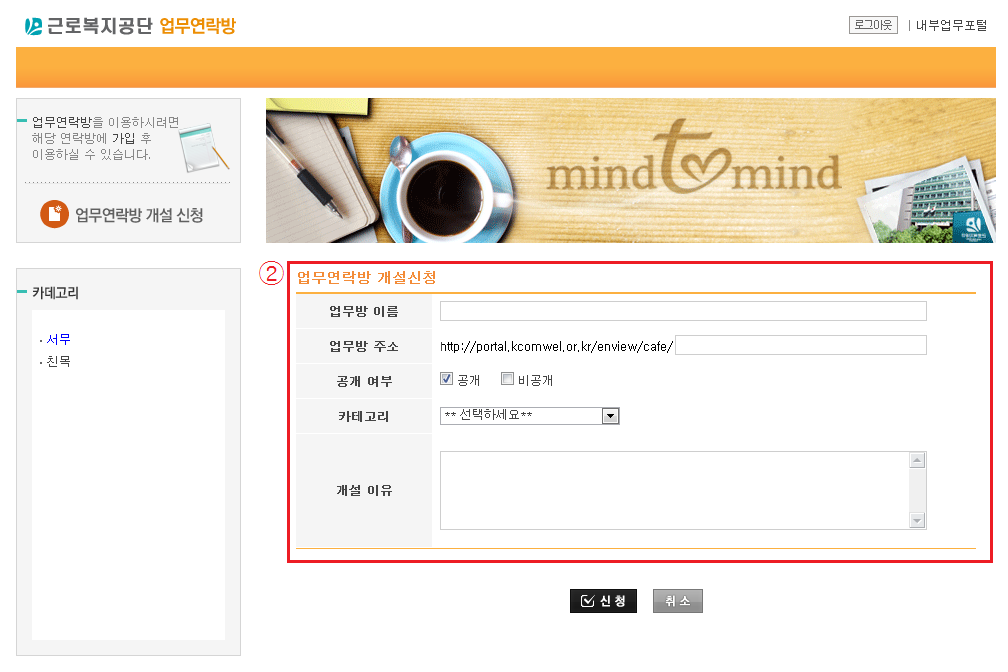 근로복지공단 업무연락방
로그아웃 | 내부업무포털
업무연락방을 이용하시려면
해당 연락방에 가입 후
이용하실 수 있습니다.
업무연락방 개설 신청
mind to mind
카테고리
· 서무
· 친목
② 업무연락방 개설신청
업무방 이름
업무방 주소 http://portal.kcomwel.or.kr/enview/cafe/
공개 여부 공개 비공개
카테고리 ** 선택하세요**
개설 이유
신청 취소